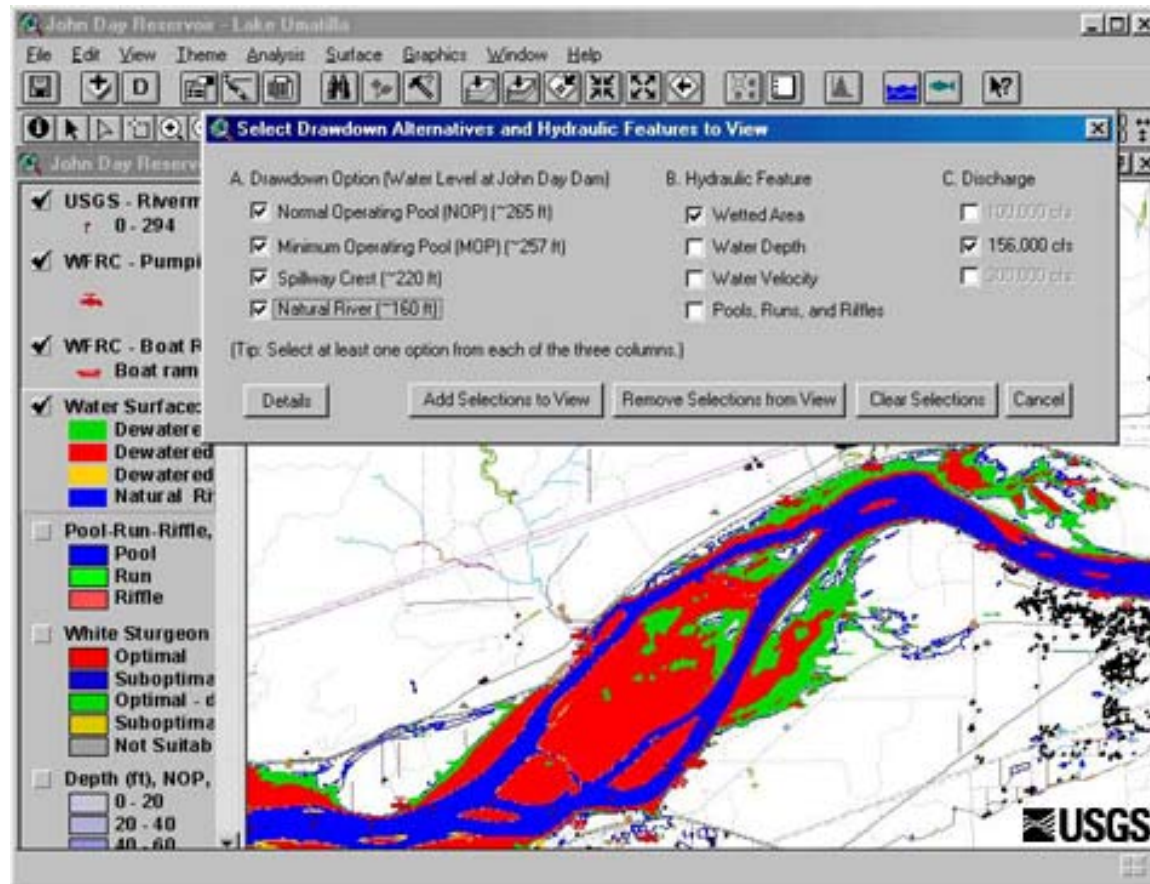 John Day Reservoir - Lake Umatilla
File Edit View Theme Analysis Surface Graphics Window Help
D
Select Drawdown Alternatives and Hydraulic Features to View
John Day Reserv
A. Drawdown Option (Water Level at John Day Dam)
B. Hydraulic Feature
C. Discharge
Normal Operating Pool (NOP) (~265 ft)
Wetted Area
100,000 cfs
Minimum Operating Pool (MOP) (~257 ft)
Water Depth
156,000 cfs
Spillway Crest (~220 ft)
Water Velocity
300,000 cfs
Natural River (~160 ft)
Pools, Runs, and Riffles
(Tip: Select at least one option from each of the three columns.)
Details
Add Selections to View
Remove Selections from View
Clear Selections
Cancel
USGS - Riverm
0 - 294
WFRC - Pumpi
WFRC - Boat R
Boat ram
Water Surface:
Dewatere
Dewatered
Dewatered
Natural Ri
Pool-Run-Riffle,
Pool
Run
Riffle
White Sturgeon
Optimal
Suboptima
Optimal - d
Suboptima
Not Suitab
Depth (ft), NOP,
0 - 20
20 - 40
40 - 60
USGS